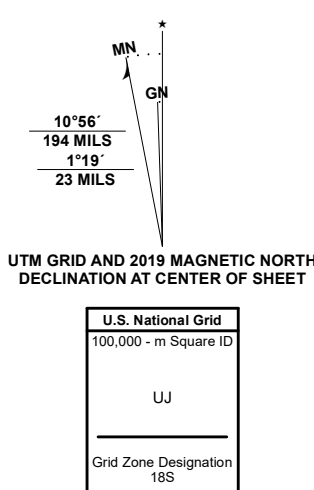 ★
MN
GN
10°56´
194 MILS
1°19´
23 MILS
UTM GRID AND 2019 MAGNETIC NORTH
DECLINATION AT CENTER OF SHEET
U.S. National Grid
100,000 - m Square ID
UJ
Grid Zone Designation
18S